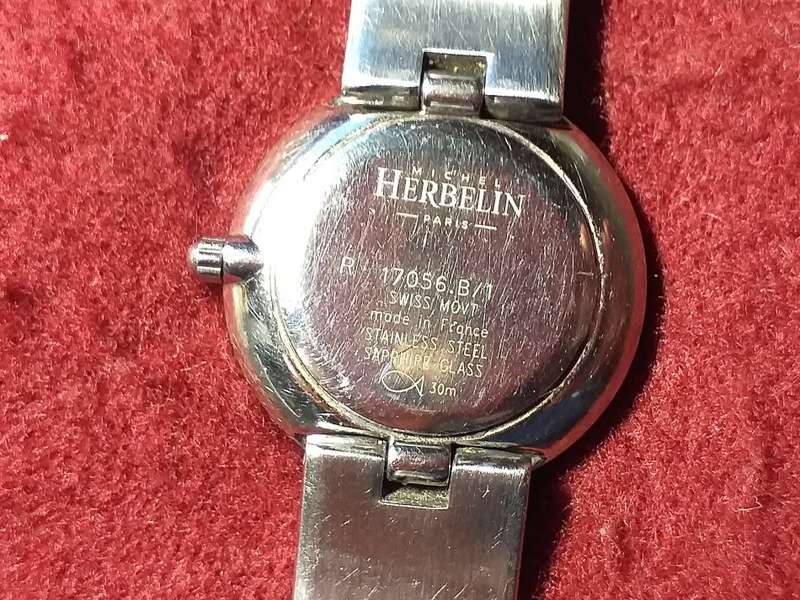 MICHEL
HERBELIN
PARIS
R 17056.B/1
SWISS MOVT
made in France
STAINLESS STEEL
SAPPHIRE GLASS
30m